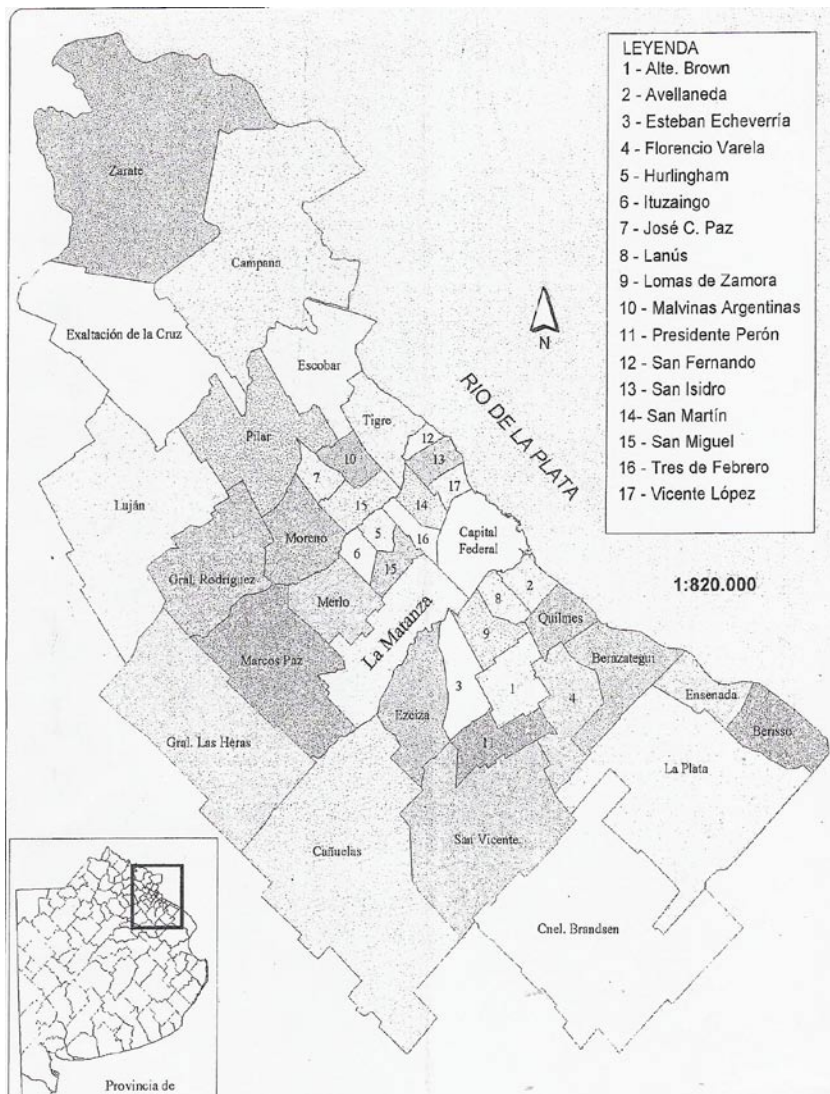 LEYENDA
1 - Alte. Brown
2 - Avellaneda
3 - Esteban Echeverría
4 - Florencio Varela
5 - Hurlingham
6 - Ituzaingo
7 - José C. Paz
8 - Lanús
9 - Lomas de Zamora
10 - Malvinas Argentinas
11 - Presidente Perón
12 - San Fernando
13 - San Isidro
14- San Martín
15 - San Miguel
16 - Tres de Febrero
17 - Vicente López
Zarate
Campana
Exaltación de la Cruz
N
Escobar
RIO DE LA PLATA
Tigre
Pilar
12
10
13
7
17
Luján
15
14
Moreno
5
16
Capital
Federal
6
15
Gral. Rodriguez
1:820.000
Merlo
8
2
La Matanza
Quilmes
9
Marcos Paz
Berazategui
3
1
4
Ensenada
Ezeiza
Berisso
11
Gral. Las Heras
La Plata
San Vicente
Cañuelas
Cnel. Brandsen
Provincia de